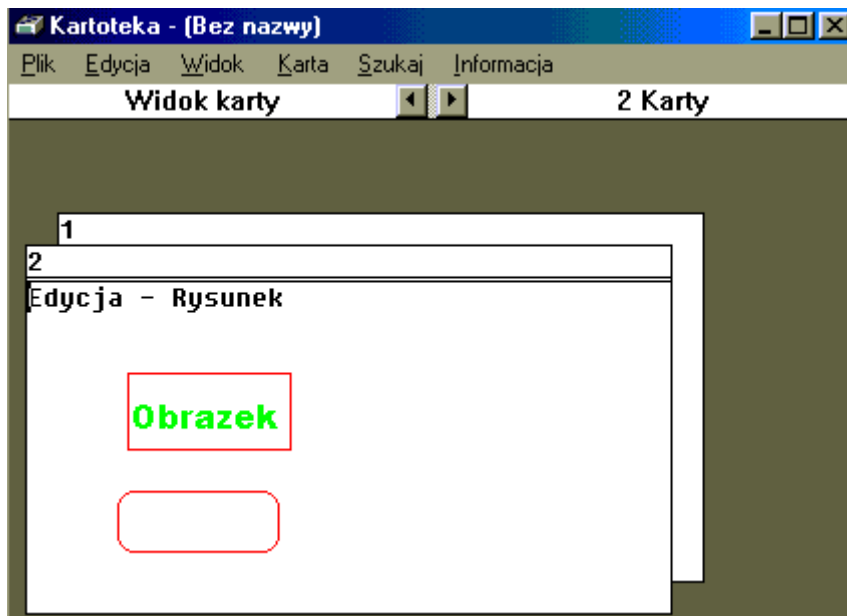 Kartoteka - (Bez nazwy)
Plik Edycja Widok Karta Szukaj Informacja
Widok karty 2 Karty
1
2
Edycja - Rysunek
Obrazek